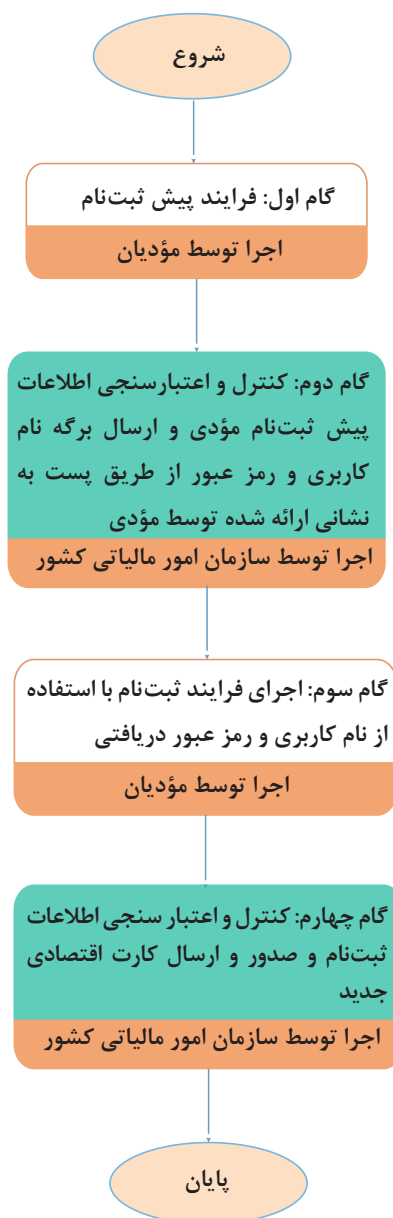 شروع
گام اول: فرایند پیش ثبت‌نام
اجرا توسط مؤدیان
گام دوم: کنترل و اعتبارسنجی اطلاعات
پیش ثبت‌نام مؤدی و ارسال برگه نام
کاربری و رمز عبور از طریق پست به
نشانی ارائه شده توسط مؤدی
اجرا توسط سازمان امور مالیاتی کشور
گام سوم: اجرای فرایند ثبت‌نام با استفاده
از نام کاربری و رمز عبور دریافتی
اجرا توسط مؤدیان
گام چهارم: کنترل و اعتبار سنجی اطلاعات
ثبت‌نام و صدور و ارسال کارت اقتصادی
جدید
اجرا توسط سازمان امور مالیاتی کشور
پایان